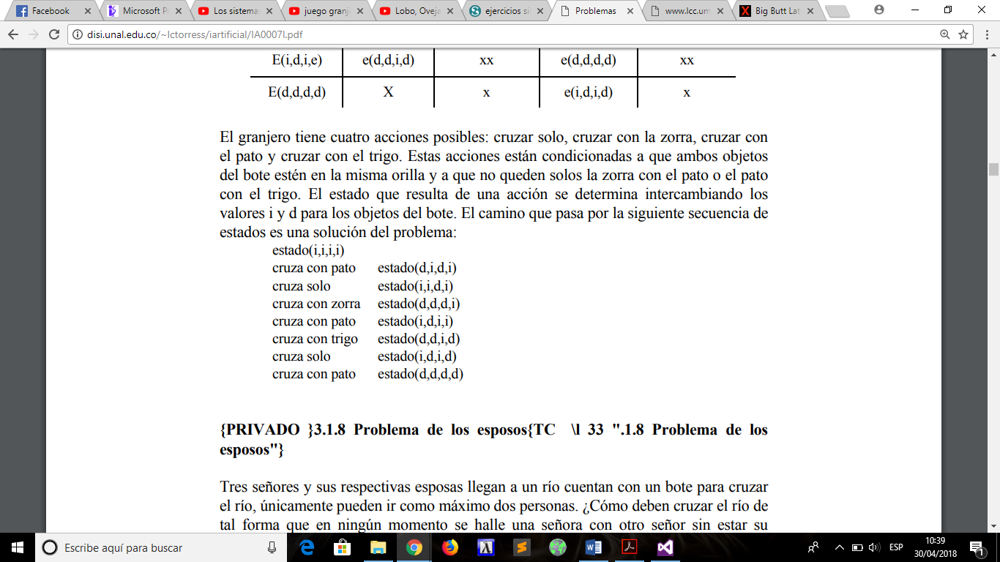 Facebook
Microsoft P
Los sistema
juego granj
Lobo, Oveja
ejercicios si
Problemas
www.lcc.um
Big Butt Lat
disi.unal.edu.co/~lctorress/iartificial/IA0007I.pdf
E(i,d,i,e) e(d,d,i,d) xx e(d,d,d,d) xx
E(d,d,d,d) X x e(i,d,i,d) x
El granjero tiene cuatro acciones posibles: cruzar solo, cruzar con la zorra, cruzar con
el pato y cruzar con el trigo. Estas acciones están condicionadas a que ambos objetos
del bote estén en la misma orilla y a que no queden solos la zorra con el pato o el pato
con el trigo. El estado que resulta de una acción se determina intercambiando los
valores i y d para los objetos del bote. El camino que pasa por la siguiente secuencia de
estados es una solución del problema:
estado(i,i,i,i)
cruza con pato estado(d,i,d,i)
cruza solo estado(i,i,d,i)
cruza con zorra estado(d,d,d,i)
cruza con pato estado(i,d,i,i)
cruza con trigo estado(d,d,i,d)
cruza solo estado(i,d,i,d)
cruza con pato estado(d,d,d,d)
{PRIVADO }3.1.8 Problema de los esposos{TC \l 33 ".1.8 Problema de los
esposos"}
Tres señores y sus respectivas esposas llegan a un río cuentan con un bote para cruzar
el río, únicamente pueden ir como máximo dos personas. ¿Cómo deben cruzar el río de
tal forma que en ningún momento se halle una señora con otro señor sin estar su
Escribe aquí para buscar
ESP
10:39
30/04/2018
1